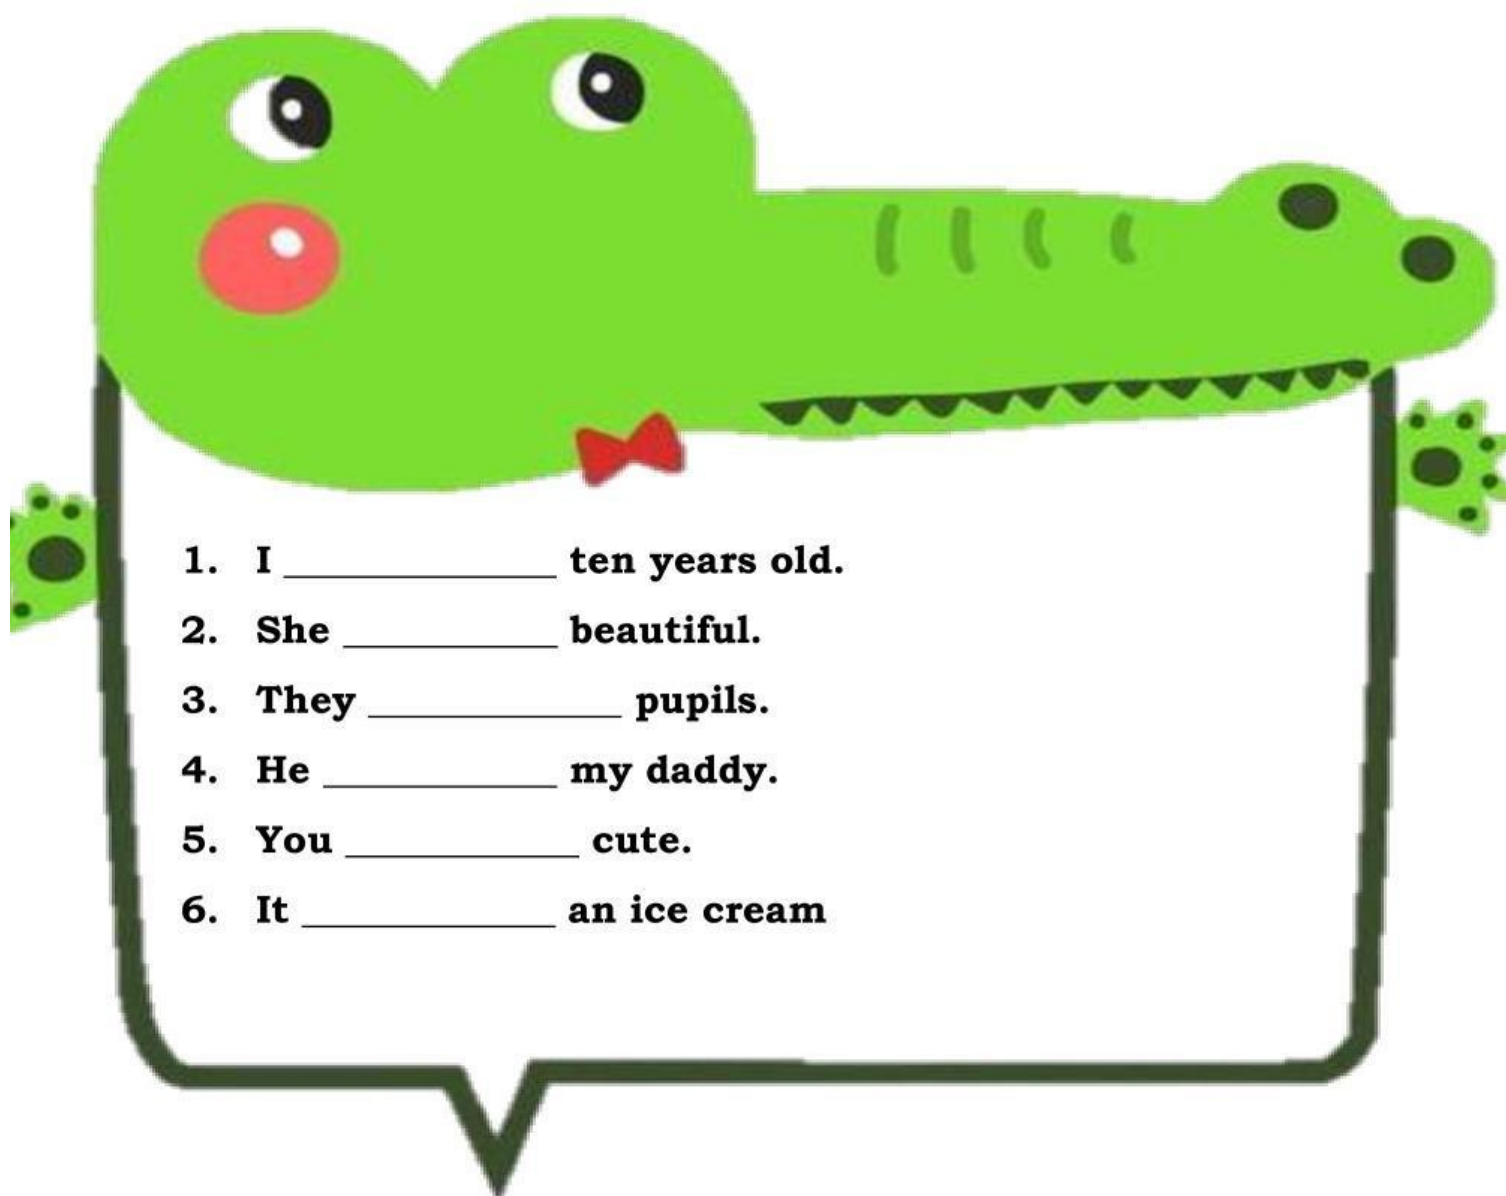 1. I _____________ ten years old.
2. She __________ beautiful.
3. They ____________ pupils.
4. He ___________ my daddy.
5. You ___________ cute.
6. It ____________ an ice cream